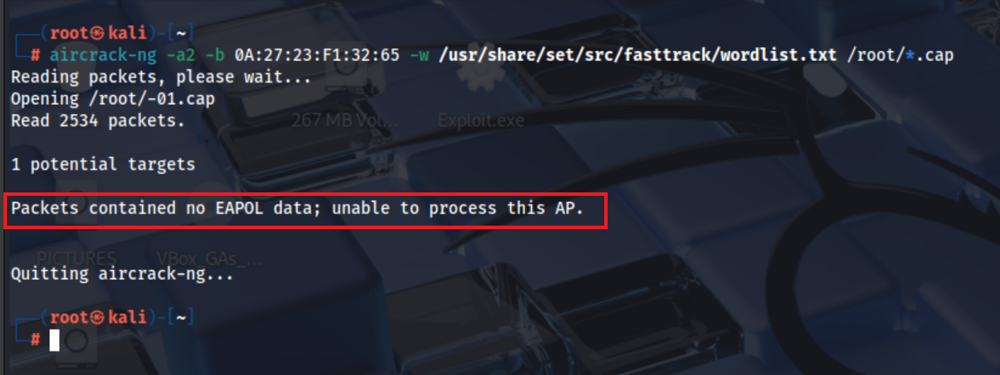 (root㉿kali)-[~]
# aircrack-ng -a2 -b 0A:27:23:F1:32:65 -w /usr/share/set/src/fasttrack/wordlist.txt /root/*.cap
Reading packets, please wait...
Opening /root/-01.cap
Read 2534 packets.
267 MB Vol... Exploit.exe
1 potential targets
Packets contained no EAPOL data; unable to process this AP.
PICTURES VBox_GAs_...
Quitting aircrack-ng...
(root㉿kali)-[~]
#